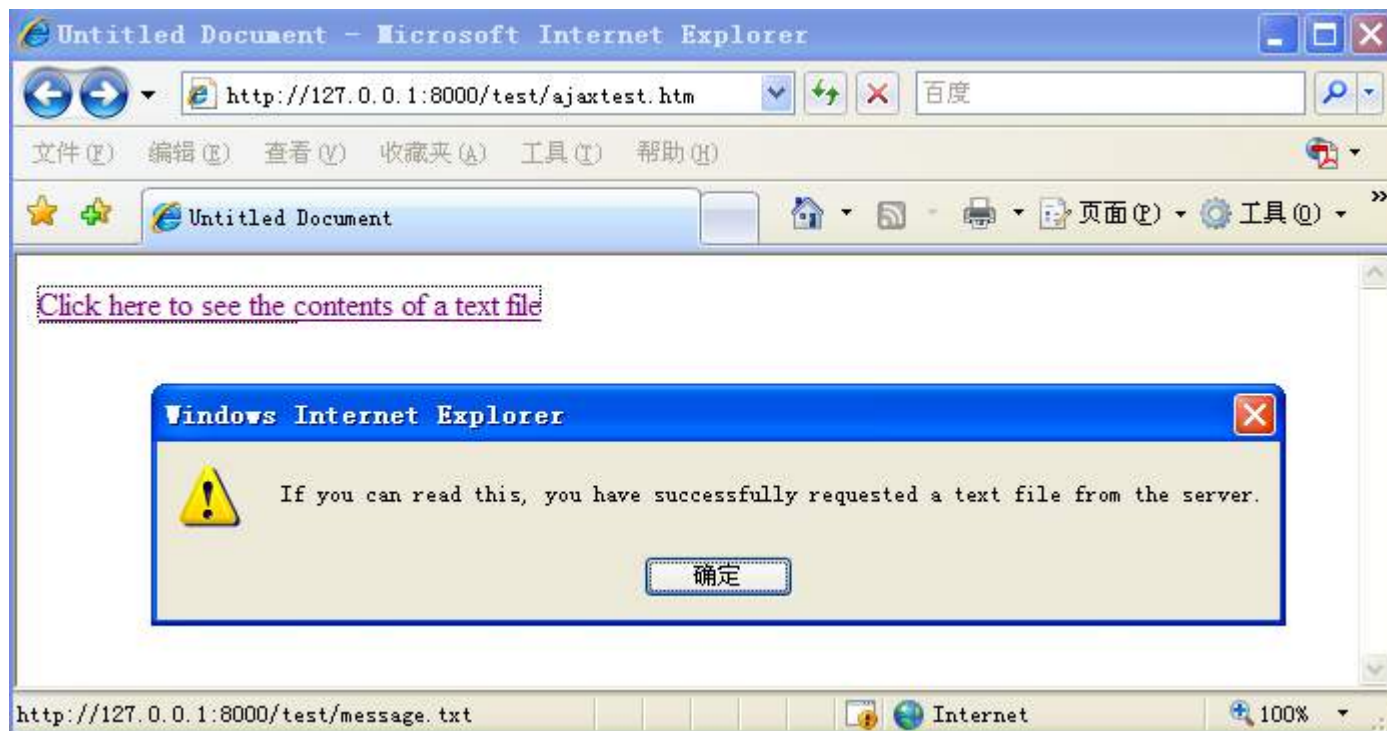 Untitled Document - Microsoft Internet Explorer
http://127.0.0.1:8000/test/ajaxtest.htm
百度
文件(F) 编辑(E) 查看(V) 收藏夹(A) 工具(T) 帮助(H)
Untitled Document
页面(P)
工具(O)
»
Click here to see the contents of a text file
Windows Internet Explorer
If you can read this, you have successfully requested a text file from the server.
确定
http://127.0.0.1:8000/test/message.txt
Internet
100%